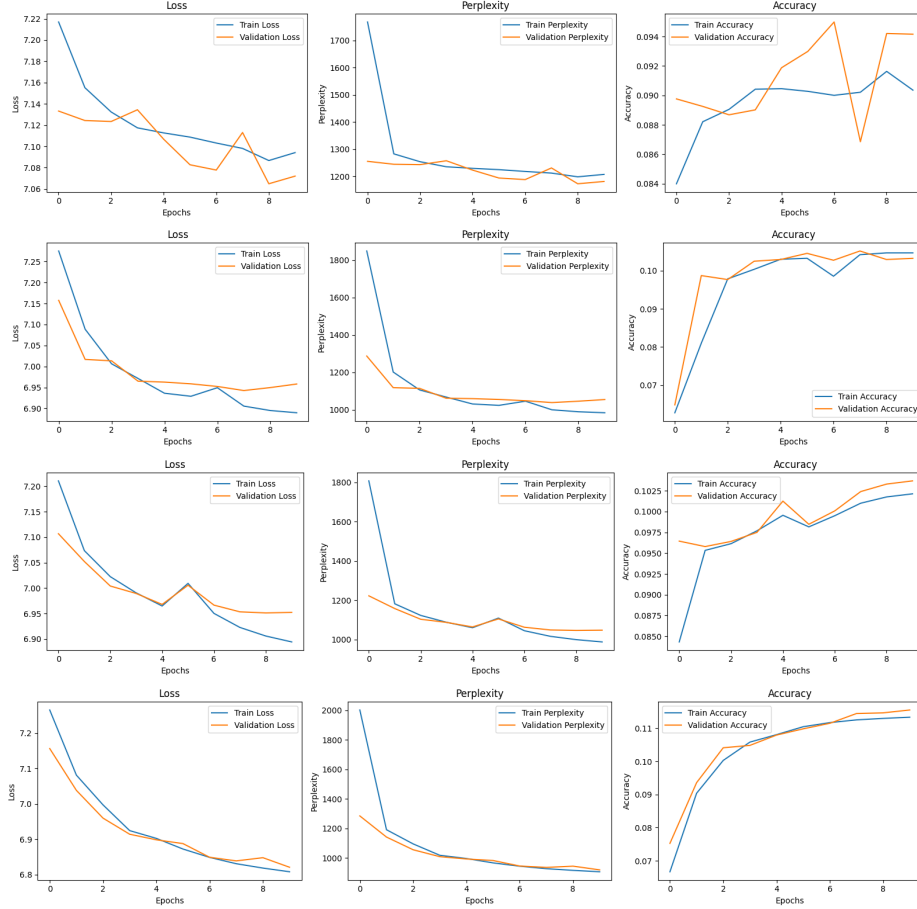 Loss
Train Loss
Validation Loss
7.22
7.20
7.18
7.16
7.14
7.12
7.10
7.08
7.06
Loss
0 2 4 6 8
Epochs
Perplexity
Train Perplexity
Validation Perplexity
1700
1600
1500
1400
1300
1200
Perplexity
0 2 4 6 8
Epochs
Accuracy
Train Accuracy
Validation Accuracy
0.094
0.092
0.090
0.088
0.086
0.084
Accuracy
0 2 4 6 8
Epochs
Loss
Train Loss
Validation Loss
7.25
7.20
7.15
7.10
7.05
7.00
6.95
6.90
Loss
0 2 4 6 8
Epochs
Perplexity
Train Perplexity
Validation Perplexity
1800
1600
1400
1200
1000
Perplexity
0 2 4 6 8
Epochs
Accuracy
0.10
0.09
0.08
0.07
Accuracy
Train Accuracy
Validation Accuracy
0 2 4 6 8
Epochs
Loss
Train Loss
Validation Loss
7.20
7.15
7.10
7.05
7.00
6.95
6.90
Loss
0 2 4 6 8
Epochs
Perplexity
Train Perplexity
Validation Perplexity
1800
1600
1400
1200
1000
Perplexity
0 2 4 6 8
Epochs
Accuracy
Train Accuracy
Validation Accuracy
0.1025
0.1000
0.0975
0.0950
0.0925
0.0900
0.0875
0.0850
Accuracy
0 2 4 6 8
Epochs
Loss
Train Loss
Validation Loss
7.2
7.1
7.0
6.9
6.8
Loss
0 2 4 6 8
Epochs
Perplexity
Train Perplexity
Validation Perplexity
2000
1800
1600
1400
1200
1000
Perplexity
0 2 4 6 8
Epochs
Accuracy
Train Accuracy
Validation Accuracy
0.11
0.10
0.09
0.08
0.07
Accuracy
0 2 4 6 8
Epochs